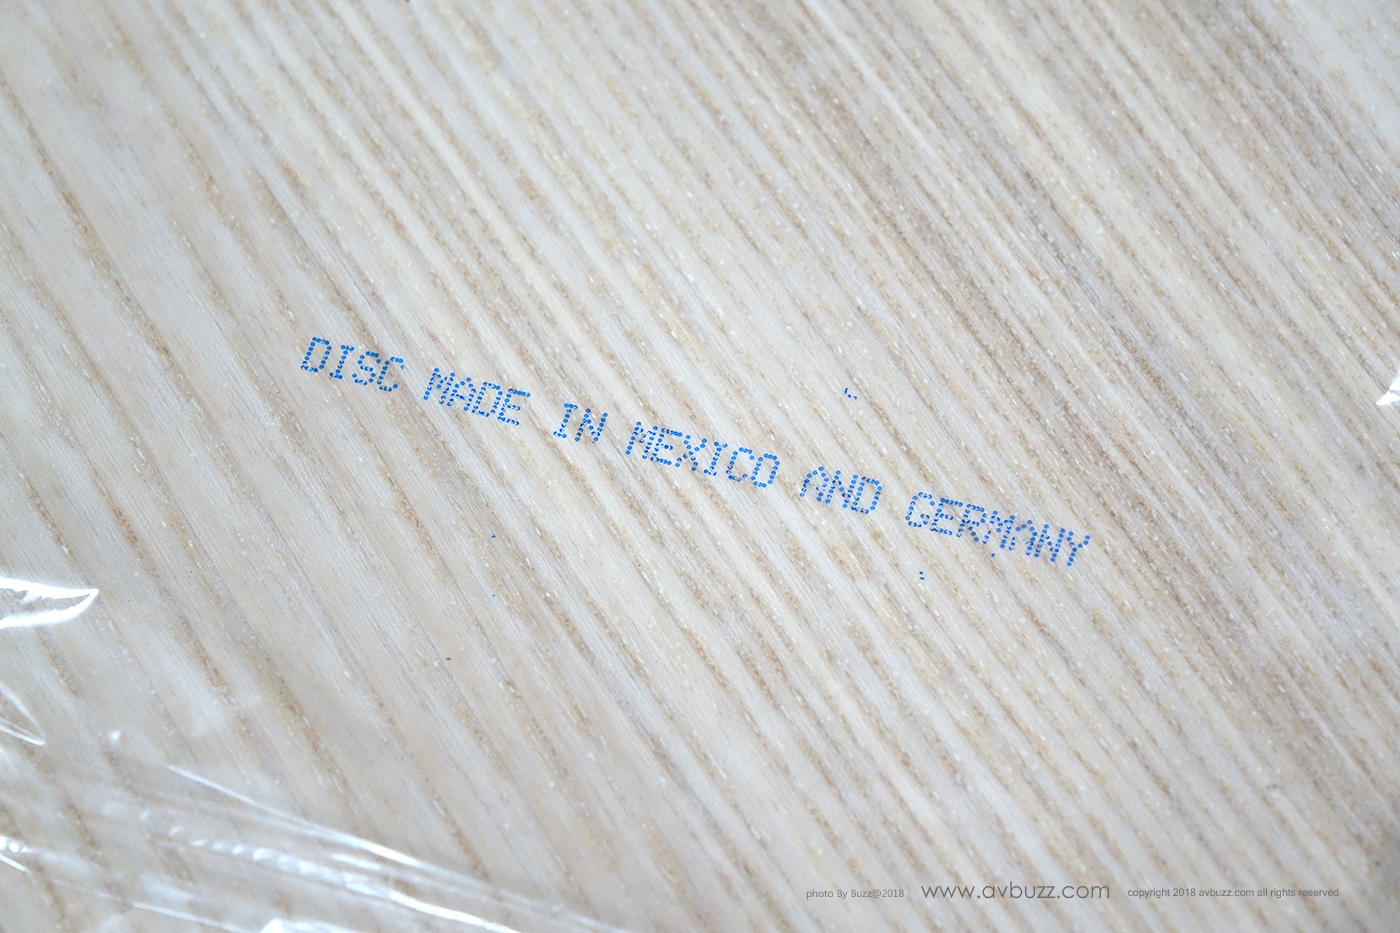 DISC MADE IN MEXICO AND GERMANY
photo By Buzz@2018 www.avbuzz.com copyright 2018 avbuzz.com all rights reserved